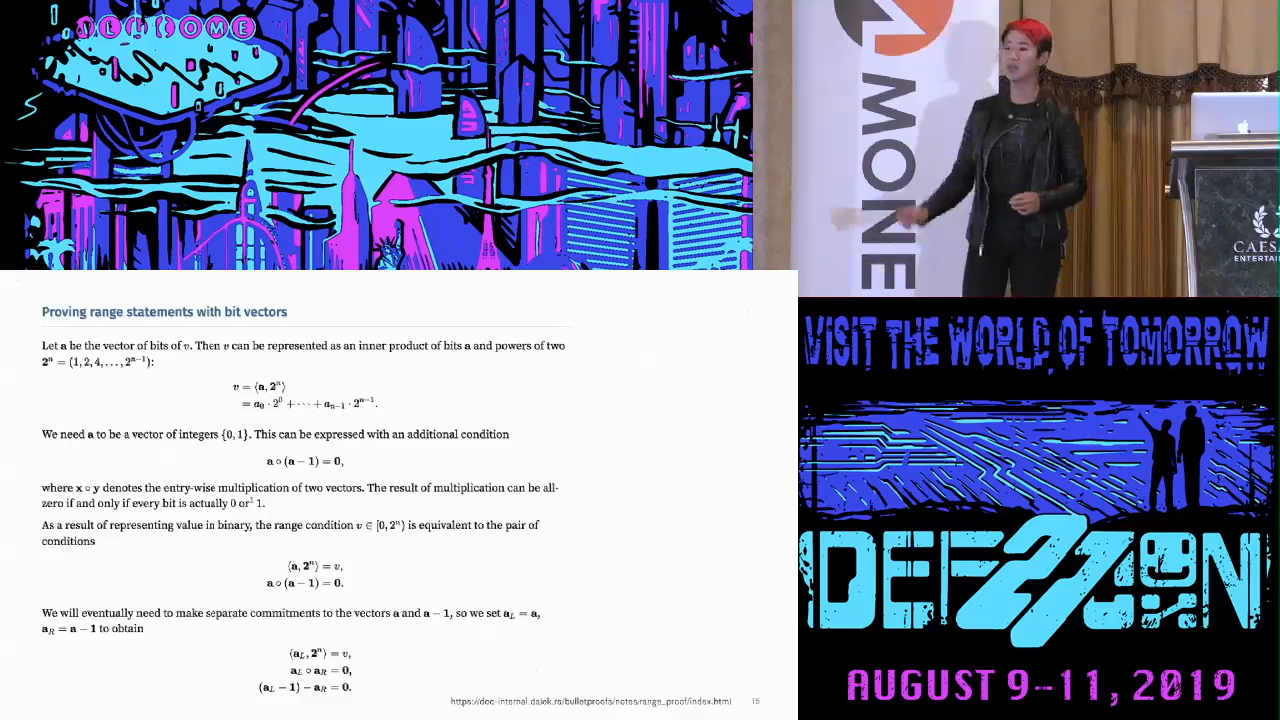 WELCOME
MONE
CAES
ENTERTAIN
Proving range statements with bit vectors
Let a be the vector of bits of v. Then v can be represented as an inner product of bits a and powers of two
2ⁿ = (1, 2, 4, . . . , 2ⁿ⁻¹):
v = ⟨a, 2ⁿ⟩
= a₀ · 2⁰ + · · · + aₙ₋₁ · 2ⁿ⁻¹.
We need a to be a vector of integers {0, 1}. This can be expressed with an additional condition
a ∘ (a − 1) = 0,
where x ∘ y denotes the entry-wise multiplication of two vectors. The result of multiplication can be all-
zero if and only if every bit is actually 0 or¹ 1.
As a result of representing value in binary, the range condition v ∈ [0, 2ⁿ) is equivalent to the pair of
conditions
⟨a, 2ⁿ⟩ = v,
a ∘ (a − 1) = 0.
We will eventually need to make separate commitments to the vectors a and a − 1, so we set a_L = a,
a_R = a − 1 to obtain
⟨a_L, 2ⁿ⟩ = v,
a_L ∘ a_R = 0,
(a_L − 1) − a_R = 0.
https://doc-internal.dalek.rs/bulletproofs/notes/range_proof/index.html
15
VISIT THE WORLD OF TOMORROW
DEF CON
27
AUGUST 9-11, 2019